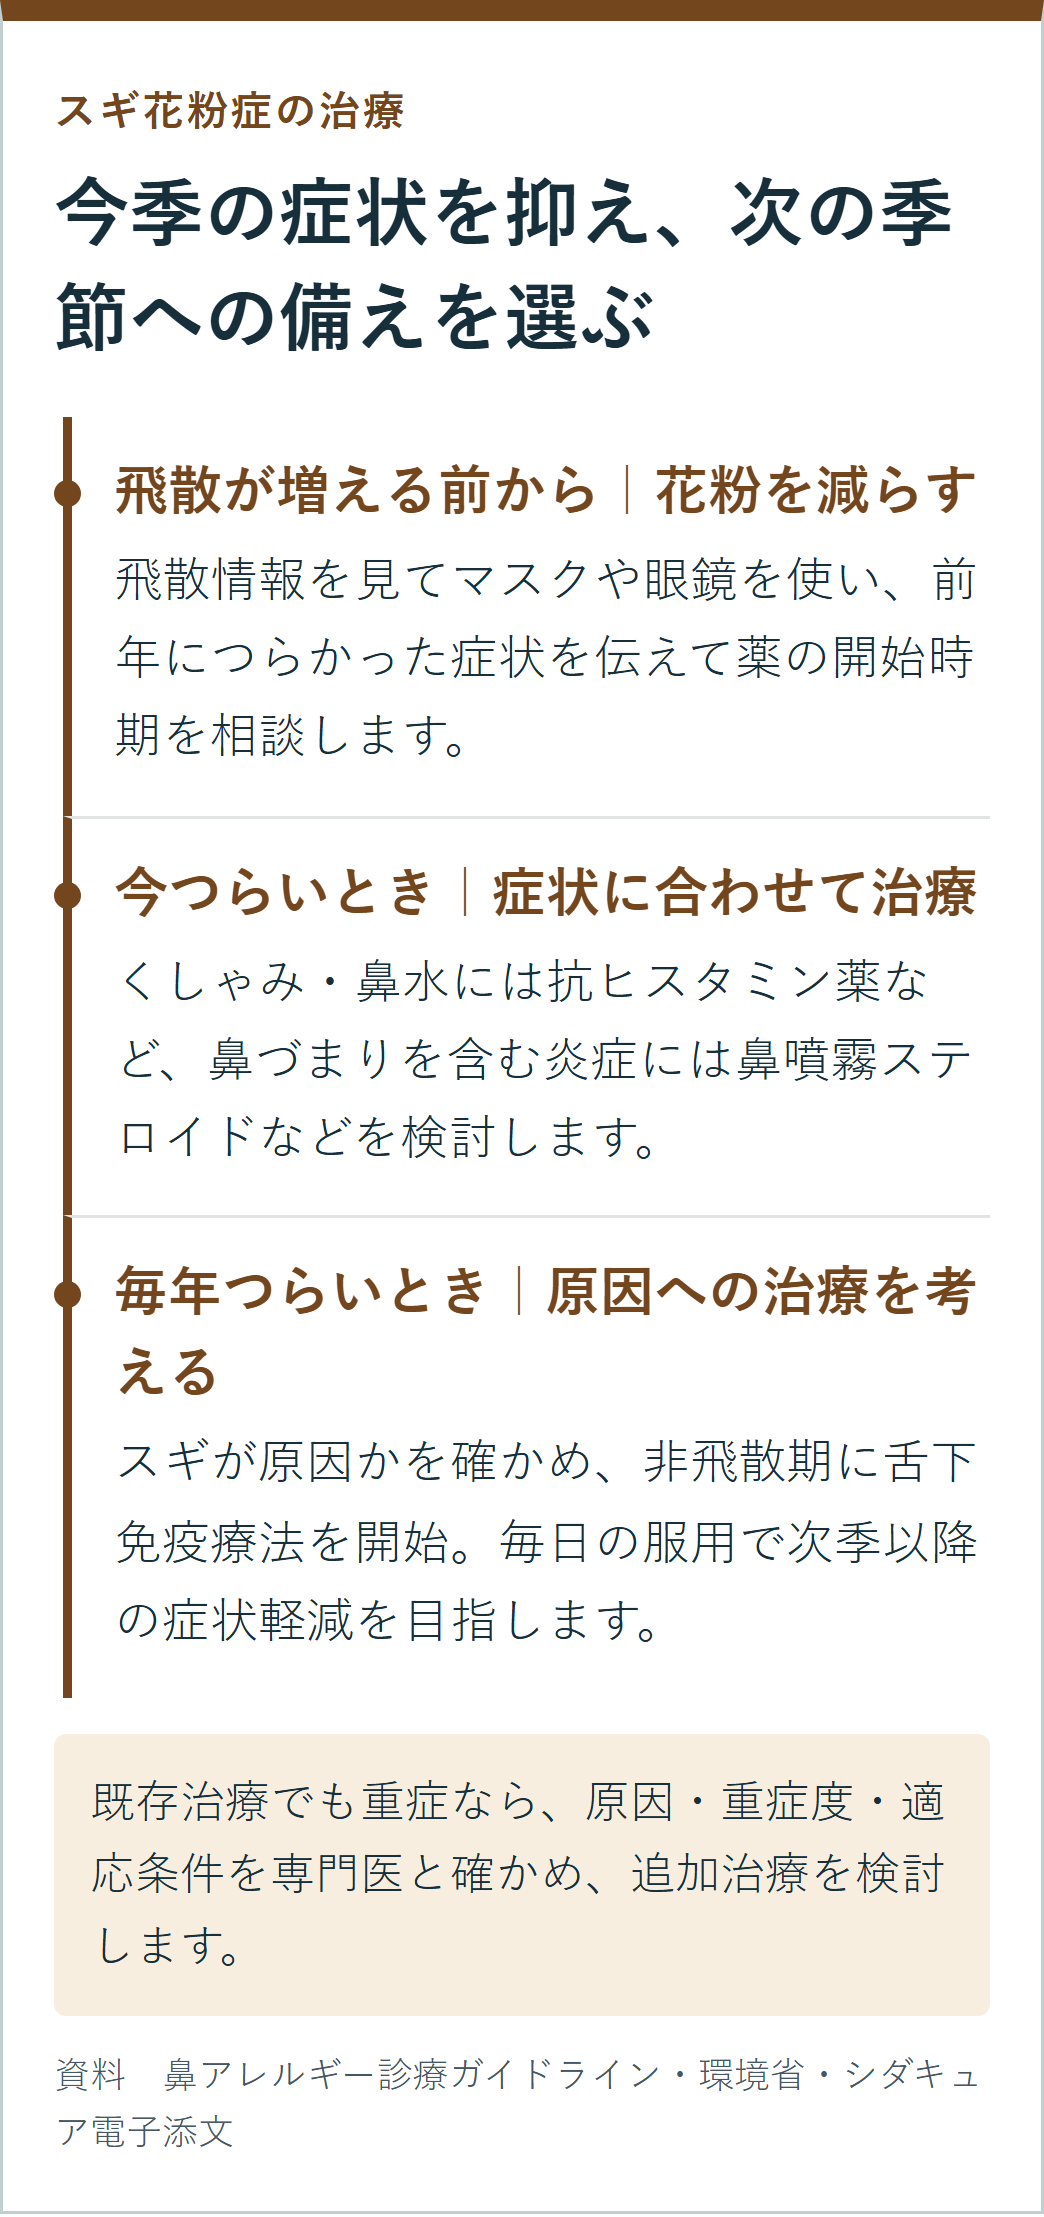 スギ花粉症の治療
今季の症状を抑え、次の季
節への備えを選ぶ
飛散が増える前から｜花粉を減らす
飛散情報を見てマスクや眼鏡を使い、前
年につらかった症状を伝えて薬の開始時
期を相談します。
今つらいとき｜症状に合わせて治療
くしゃみ・鼻水には抗ヒスタミン薬な
ど、鼻づまりを含む炎症には鼻噴霧ステ
ロイドなどを検討します。
毎年つらいとき｜原因への治療を考
える
スギが原因かを確かめ、非飛散期に舌下
免疫療法を開始。毎日の服用で次季以降
の症状軽減を目指します。
既存治療でも重症なら、原因・重症度・適
応条件を専門医と確かめ、追加治療を検討
します。
資料　鼻アレルギー診療ガイドライン・環境省・シダキュ
ア電子添文